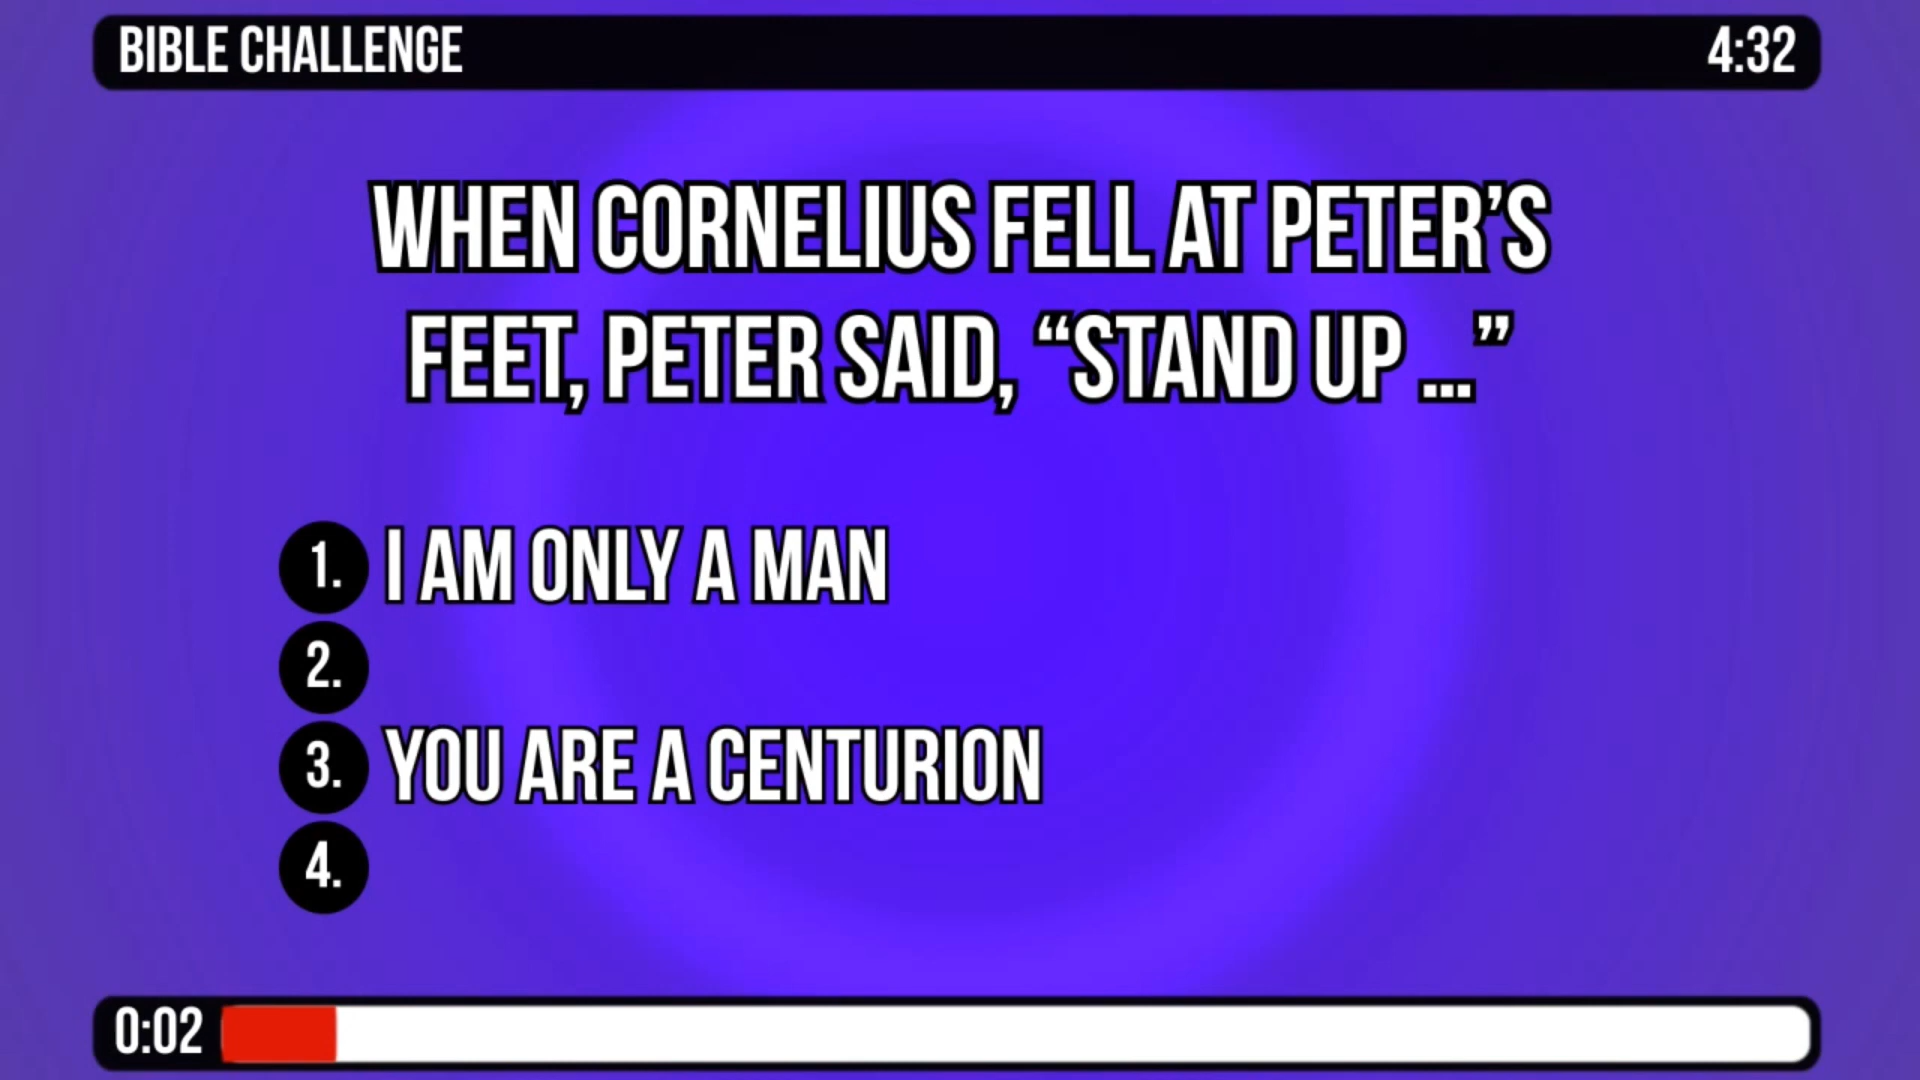 BIBLE CHALLENGE 4:32
WHEN CORNELIUS FELL AT PETER’S
FEET, PETER SAID, “STAND UP ...”
1. I AM ONLY A MAN
2.
3. YOU ARE A CENTURION
4.
0:02